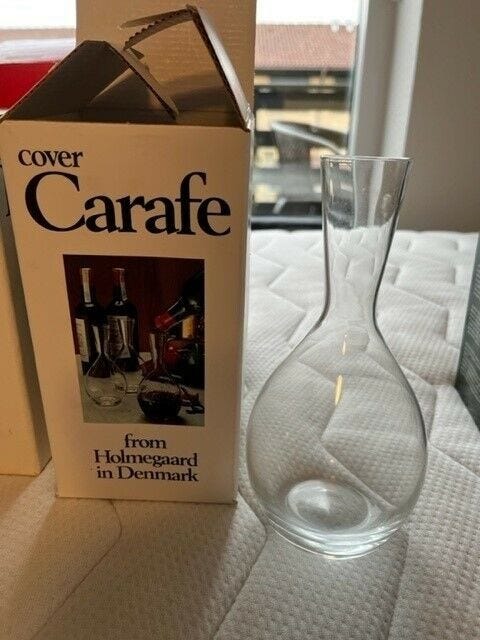 cover
Carafe
from
Holmegaard
in Denmark